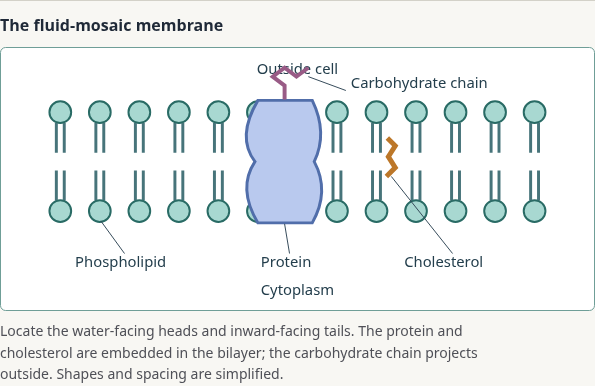 The fluid-mosaic membrane
Outside cell
Carbohydrate chain
Phospholipid
Protein
Cholesterol
Cytoplasm
Locate the water-facing heads and inward-facing tails. The protein and
cholesterol are embedded in the bilayer; the carbohydrate chain projects
outside. Shapes and spacing are simplified.